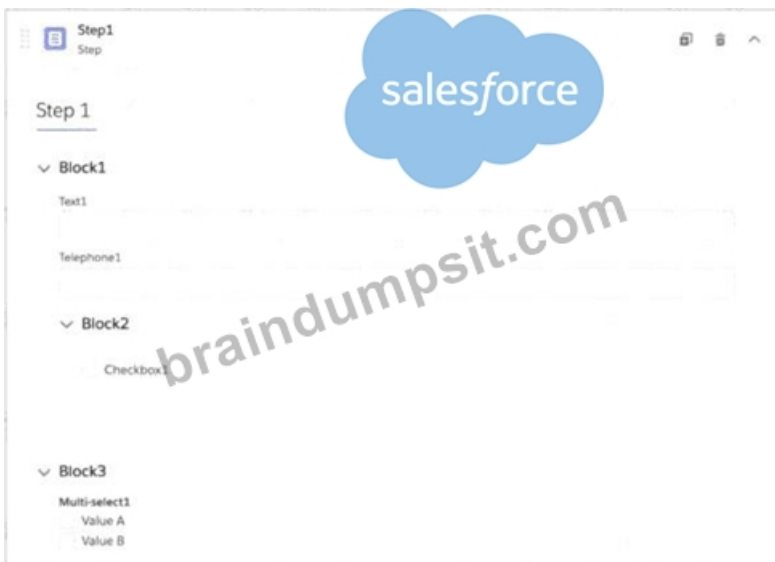 Step1
Step
salesforce
Step 1
Block1
Text1
Telephone1
Block2
Checkbox1
Block3
Multi-select1
Value A
Value B
braindumpsit.com